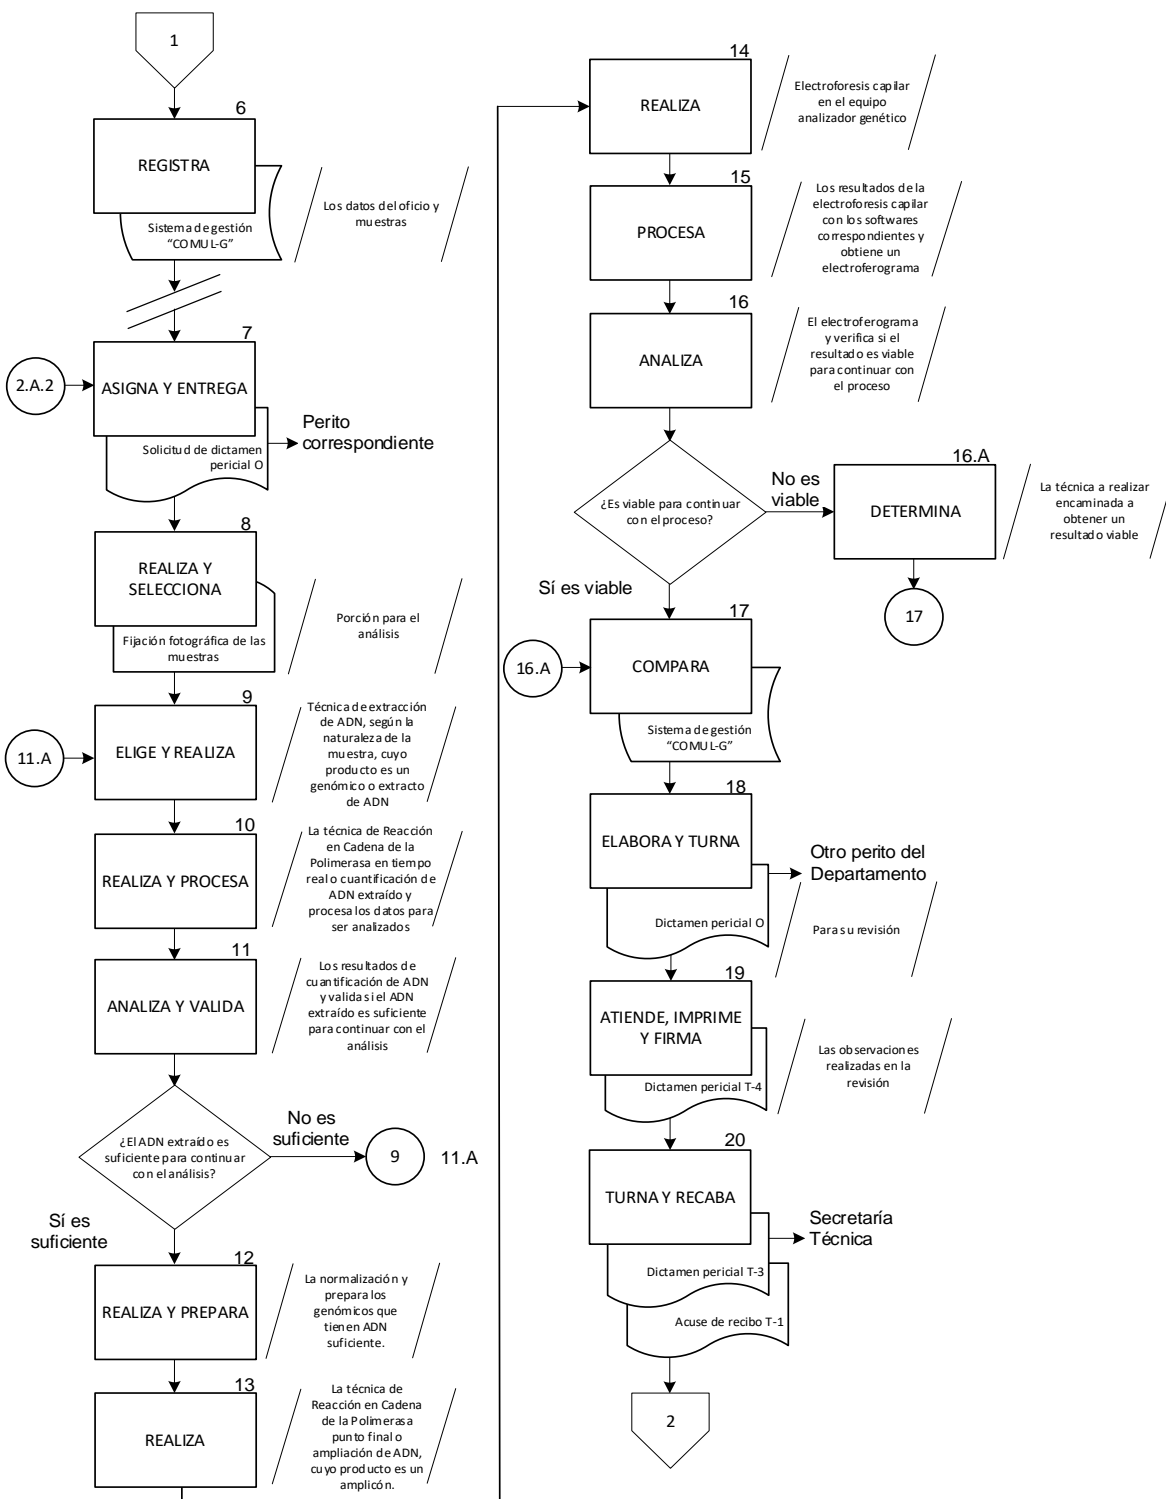 1
6
REGISTRA
Sistema de gestión
“COMUL-G”
Los datos del oficio y
muestras
7
2.A.2
ASIGNA Y ENTREGA
Solicitud de dictamen
pericial O
Perito
correspondiente
8
REALIZA Y
SELECCIONA
Fijación fotográfica de las
muestras
Porción para el
análisis
9
11.A
ELIGE Y REALIZA
Técnica de extracción
de ADN, según la
naturaleza de la
muestra, cuyo
producto es un
genómico o extracto
de ADN
10
REALIZA Y PROCESA
La técnica de Reacción
en Cadena de la
Polimerasa en tiempo
real o cuantificación de
ADN extraído y
procesa los datos para
ser analizados
11
ANALIZA Y VALIDA
Los resultados de
cuantificación de ADN
y valida si el ADN
extraído es suficiente
para continuar con el
análisis
¿El ADN extraído es
suficiente para continuar
con el análisis?
No es
suficiente
9
11.A
Sí es
suficiente
12
REALIZA Y PREPARA
La normalización y
prepara los
genómicos que
tienen ADN
suficiente.
13
REALIZA
La técnica de
Reacción en Cadena
de la Polimerasa
punto final o
ampliación de ADN,
cuyo producto es un
amplicón.
14
REALIZA
Electroforesis capilar
en el equipo
analizador genético
15
PROCESA
Los resultados de la
electroforesis capilar
con los softwares
correspondientes y
obtiene un
electroferograma
16
ANALIZA
El electroferograma
y verifica si el
resultado es viable
para continuar con
el proceso
¿Es viable para continuar
con el proceso?
No es
viable
16.A
DETERMINA
La técnica a realizar
encaminada a
obtener un
resultado viable
17
Sí es viable
17
16.A
COMPARA
Sistema de gestión
“COMUL-G”
18
ELABORA Y TURNA
Dictamen pericial O
Otro perito del
Departamento
Para su revisión
19
ATIENDE, IMPRIME
Y FIRMA
Dictamen pericial T-4
Las observaciones
realizadas en la
revisión
20
TURNA Y RECABA
Dictamen pericial T-3
Acuse de recibo T-1
Secretaría
Técnica
2